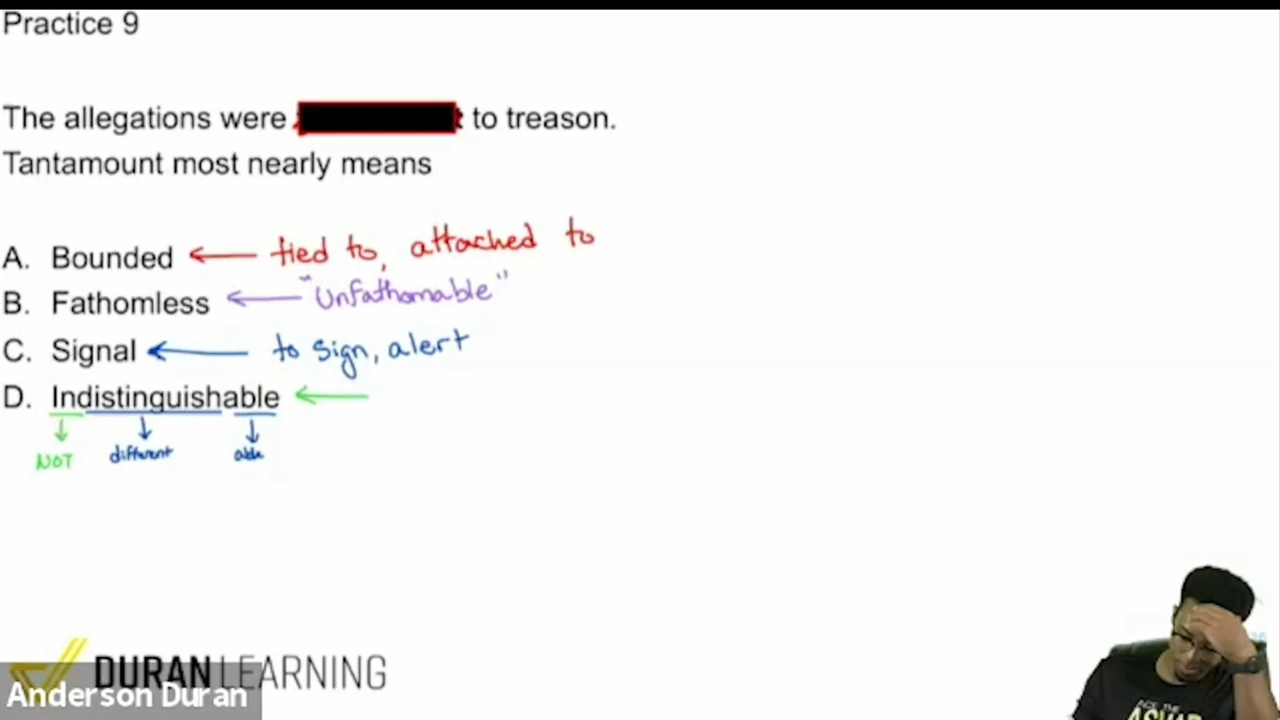 Practice 9
The allegations were to treason.
Tantamount most nearly means
A. Bounded ← tied to, attached to
B. Fathomless ← "Unfathomable"
C. Signal ← to sign, alert
D. Indistinguishable ←
NOT different able
DURAN LEARNING
Anderson Duran